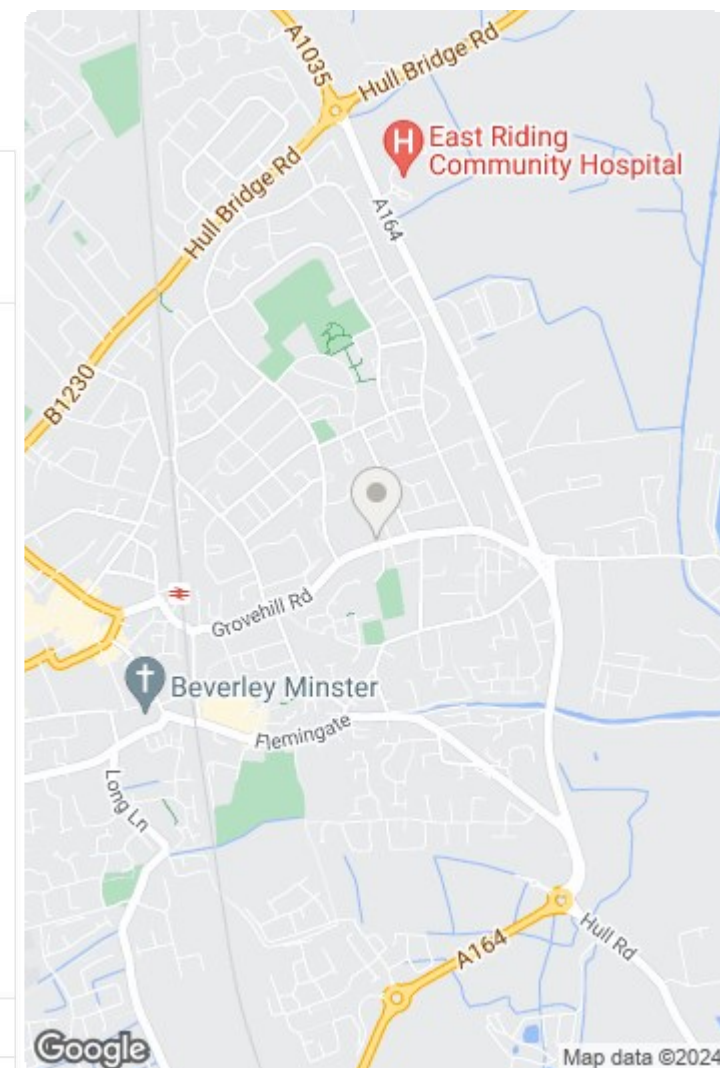 A1035
Hull Bridge Rd
H East Riding
Community Hospital
Hull Bridge Rd
A164
B1230
Grovehill Rd
Beverley Minster
Flemingate
Long Ln
A164
Hull Rd
Google
Map data ©2024